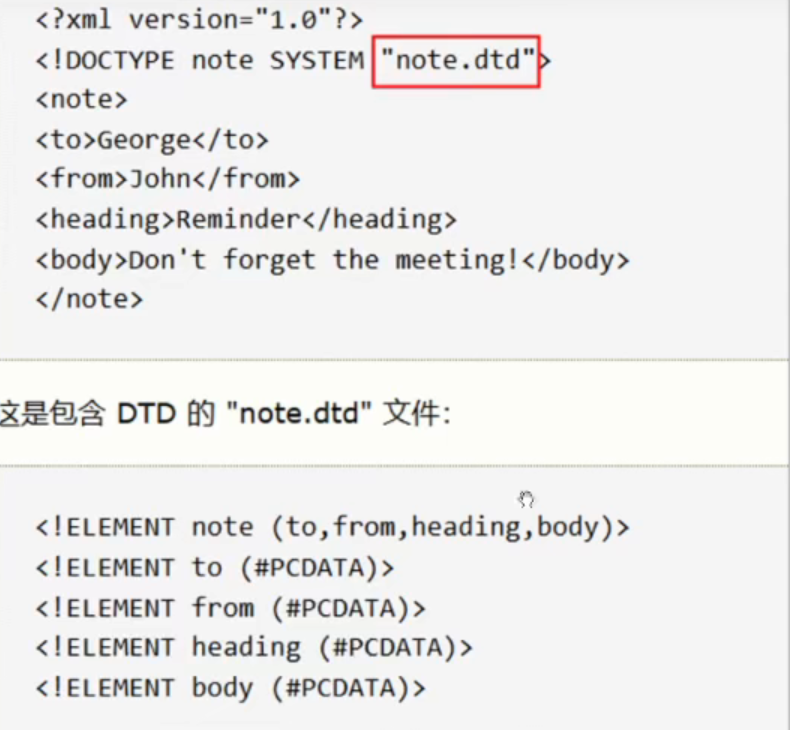 <?xml version="1.0"?>
<!DOCTYPE note SYSTEM "note.dtd">
<note>
<to>George</to>
<from>John</from>
<heading>Reminder</heading>
<body>Don't forget the meeting!</body>
</note>
这是包含 DTD 的 "note.dtd" 文件:
<!ELEMENT note (to,from,heading,body)>
<!ELEMENT to (#PCDATA)>
<!ELEMENT from (#PCDATA)>
<!ELEMENT heading (#PCDATA)>
<!ELEMENT body (#PCDATA)>